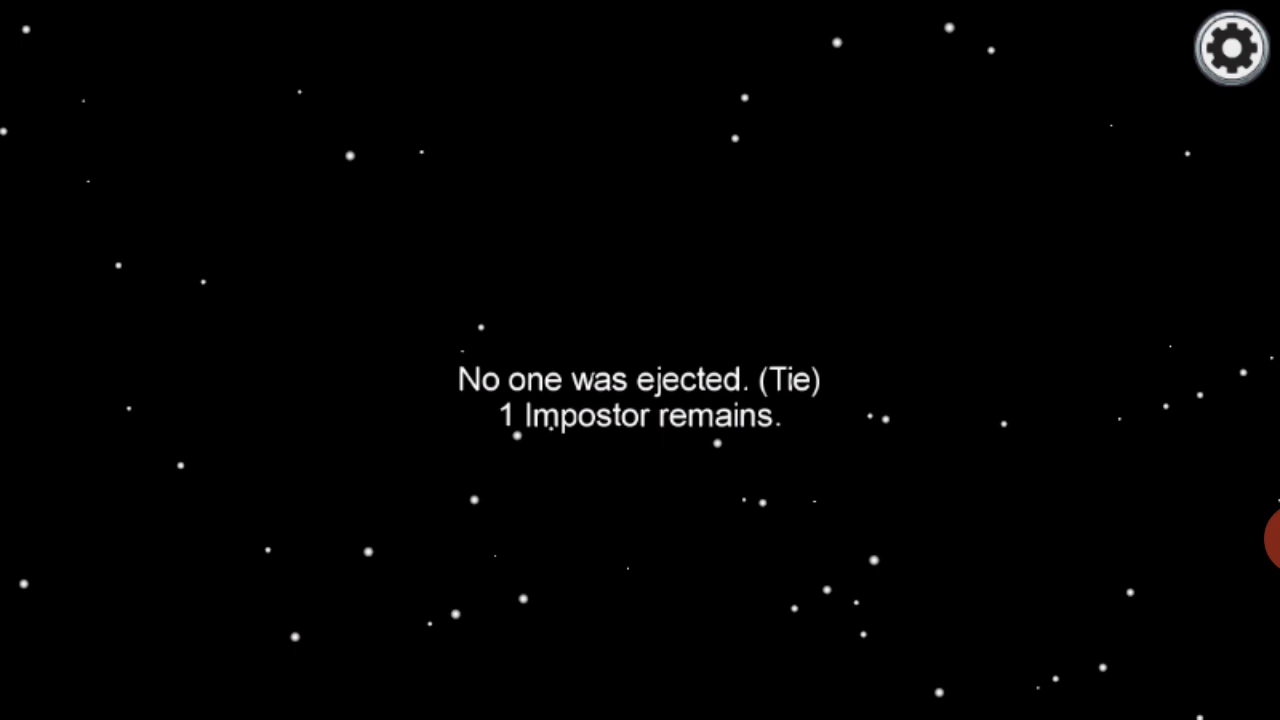 No one was ejected. (Tie)
1 Impostor remains.